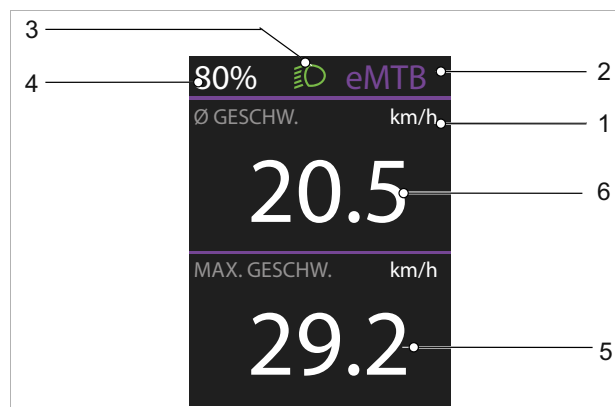 3
4 80% eMTB 2
Ø GESCHW. km/h 1
20.5 6
MAX. GESCHW. km/h
29.2 5